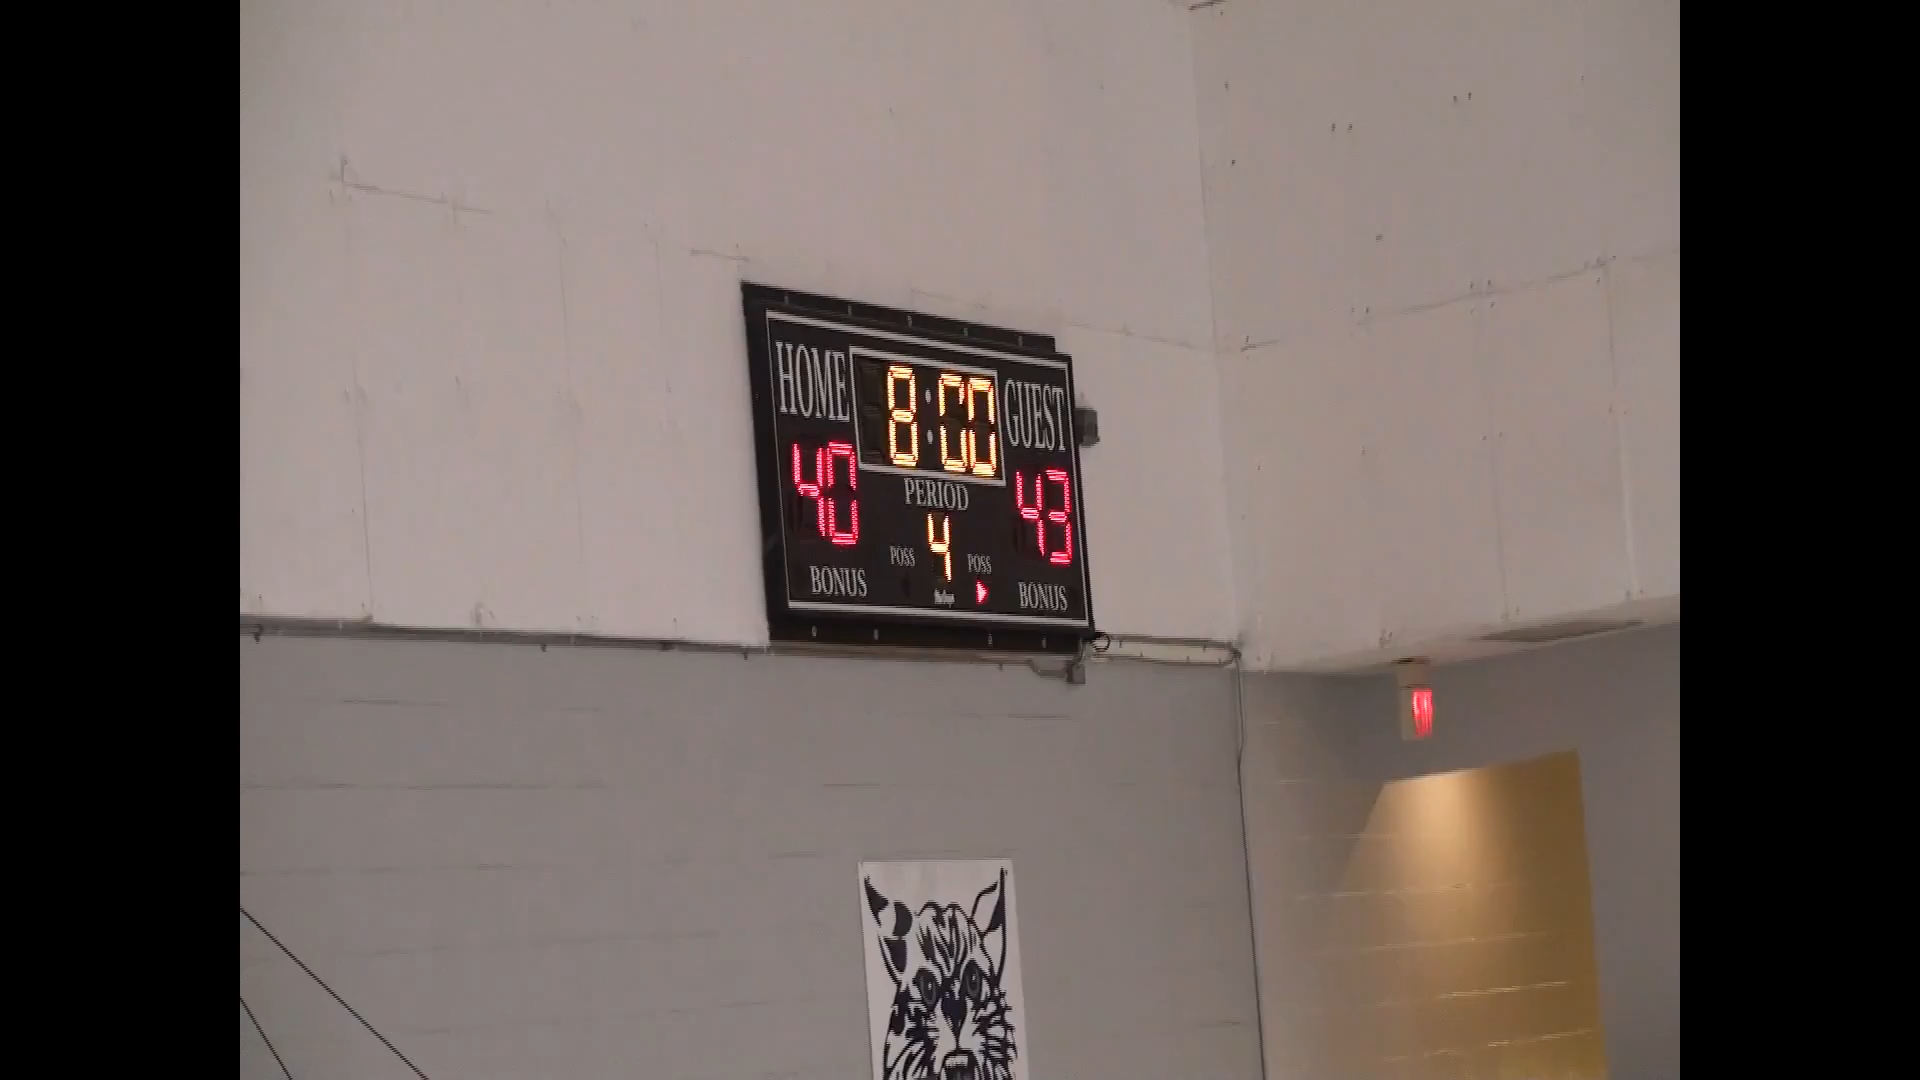 HOME 8:00 GUEST
40 PERIOD 43
4
POSS POSS
BONUS BONUS